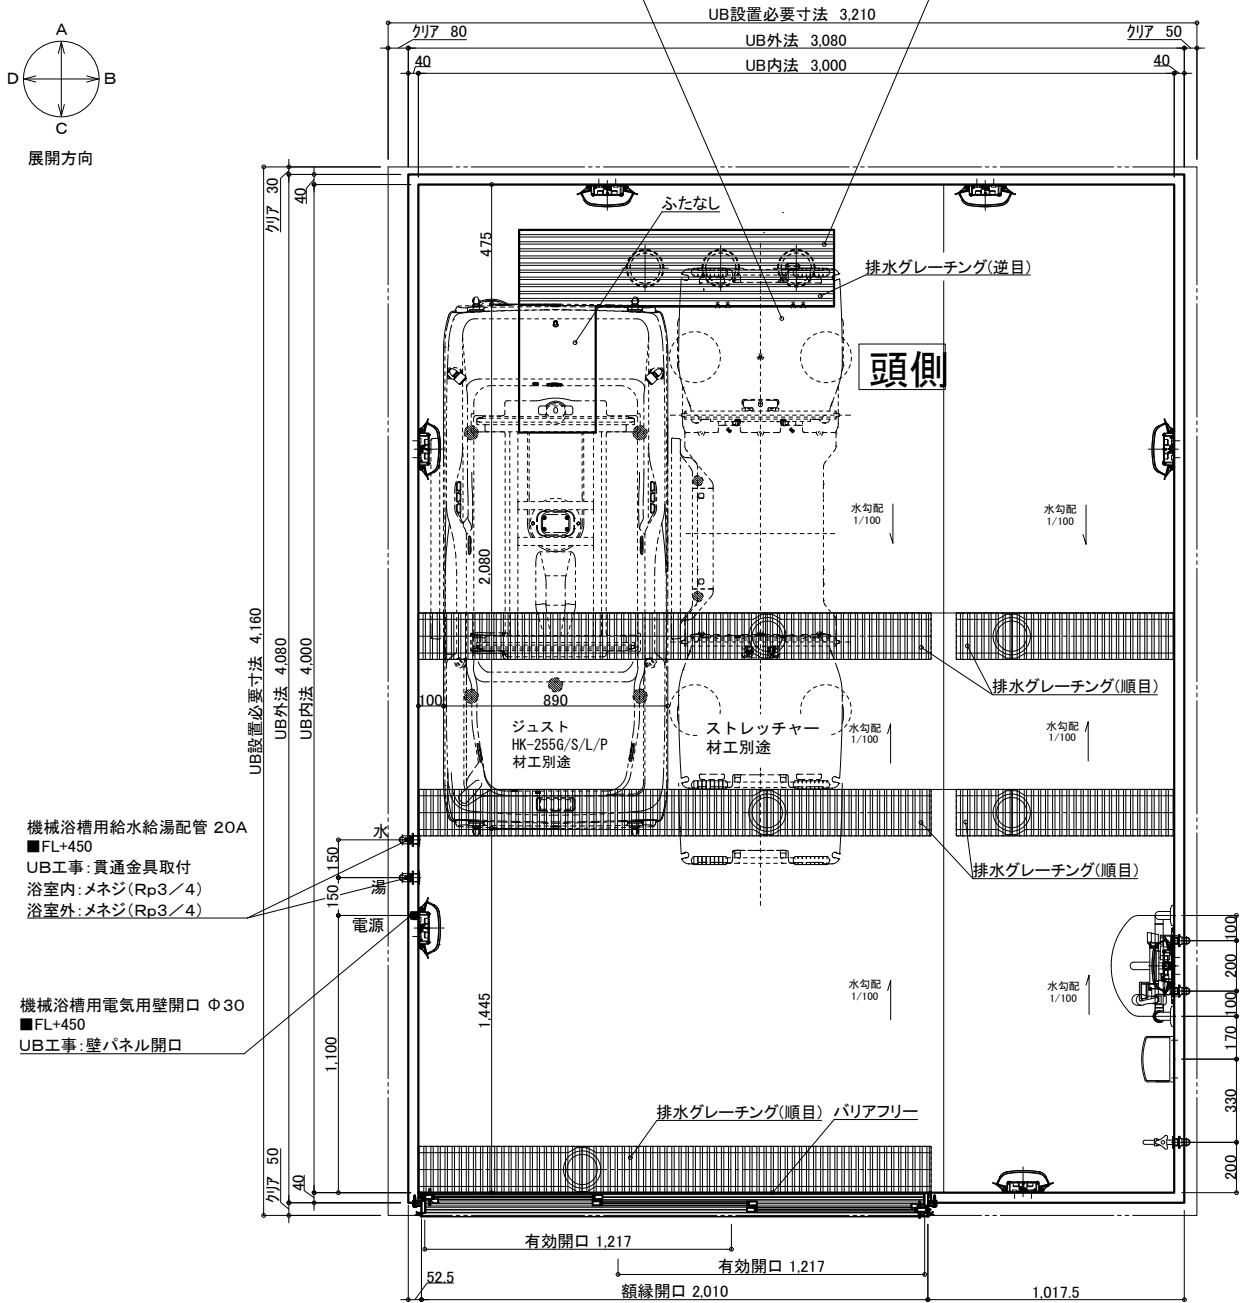 UB設置必要寸法 3,210
クリア 80
UB外法 3,080
クリア 50
40
UB内法 3,000
40
A
D
B
C
展開方向
クリア 30
40
475
ふたなし
排水グレーチング(逆目)
頭側
水勾配
1/100
水勾配
1/100
2,080
UB設置必要寸法 4,160
UB外法 4,080
UB内法 4,000
排水グレーチング(順目)
100
890
ジュスト
HK-255G/S/L/P
材工別途
ストレッチャー
材工別途
水勾配
1/100
水勾配
1/100
機械浴槽用給水給湯配管 20A
■FL+450
UB工事:貫通金具取付
浴室内:メネジ(Rp3／4)
浴室外:メネジ(Rp3／4)
水
150
湯
150
電源
排水グレーチング(順目)
機械浴槽用電気用壁開口 Φ30
■FL+450
UB工事:壁パネル開口
1,100
1,445
水勾配
1/100
水勾配
1/100
100
200
100
170
330
200
排水グレーチング(順目)
バリアフリー
クリア 50
40
有効開口 1,217
有効開口 1,217
52.5
額縁開口 2,010
1,017.5